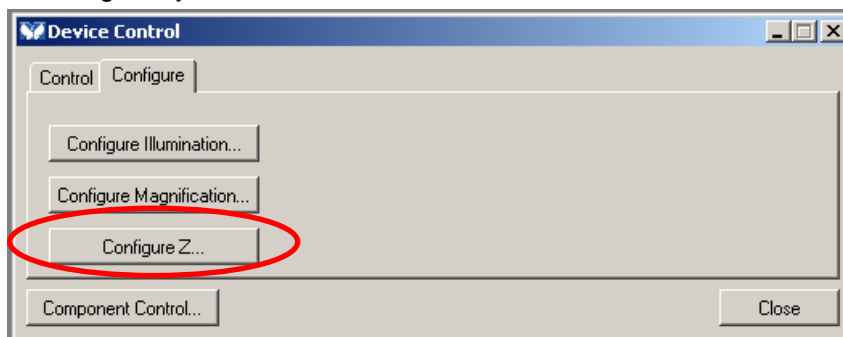 Device Control
Control Configure
Configure Illumination...
Configure Magnification...
Configure Z...
Component Control... Close